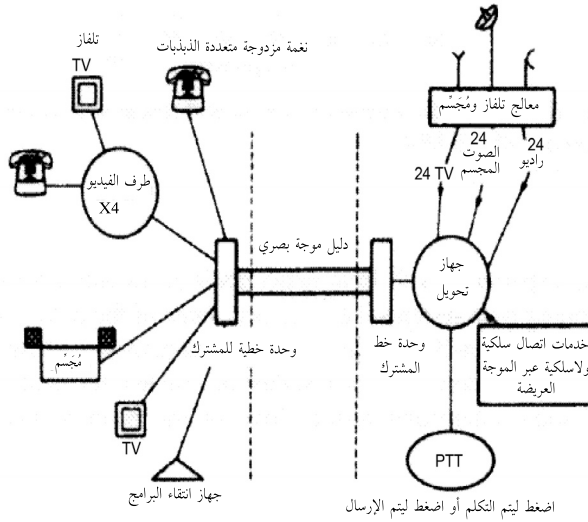 نغمة مزدوجة متعددة الذبذبات
تلفاز
TV
معالج تلفاز ومُجَسِّم
24 TV
24
الصوت
المجسم
24
راديو
طرف الفيديو
X4
دليل موجة بصري
جهاز
تحويل
وحدة خط
المشترك
وحدة خطية للمشترك
خدمات اتصال سلكية
ولاسلكية عبر الموجة
العريضة
مُجَسِّم
TV
جهاز انتقاء البرامج
PTT
اضغط ليتم التكلم أو اضغط ليتم الإرسال